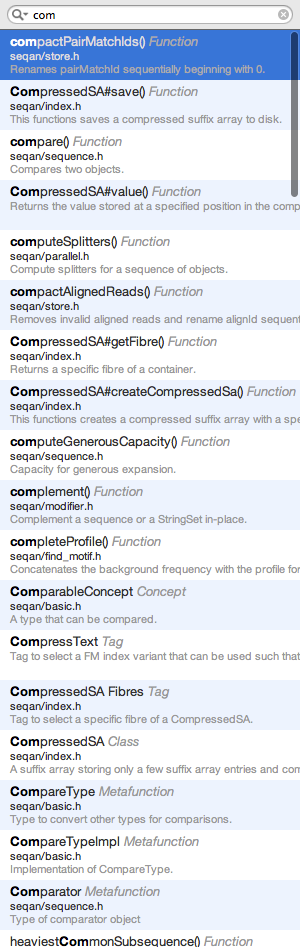 com
compactPairMatchIds() Function
seqan/store.h
Renames pairMatchId sequentially beginning with 0.
CompressedSA#save() Function
seqan/index.h
This functions saves a compressed suffix array to disk.
compare() Function
seqan/sequence.h
Compares two objects.
CompressedSA#value() Function
Returns the value stored at a specified position in the comp
computeSplitters() Function
seqan/parallel.h
Compute splitters for a sequence of objects.
compactAlignedReads() Function
seqan/store.h
Removes invalid aligned reads and rename alignId sequent
CompressedSA#getFibre() Function
seqan/index.h
Returns a specific fibre of a container.
CompressedSA#createCompressedSa() Function
seqan/index.h
This functions creates a compressed suffix array with a spe
computeGenerousCapacity() Function
seqan/sequence.h
Capacity for generous expansion.
complement() Function
seqan/modifier.h
Complement a sequence or a StringSet in-place.
completeProfile() Function
seqan/find_motif.h
Concatenates the background frequency with the profile for
ComparableConcept Concept
seqan/basic.h
A type that can be compared.
CompressText Tag
Tag to select a FM index variant that can be used such that
CompressedSA Fibres Tag
seqan/index.h
Tag to select a specific fibre of a CompressedSA.
CompressedSA Class
seqan/index.h
A suffix array storing only a few suffix array entries and com
CompareType Metafunction
seqan/basic.h
Type to convert other types for comparisons.
CompareTypeImpl Metafunction
seqan/basic.h
Implementation of CompareType.
Comparator Metafunction
seqan/sequence.h
Type of comparator object
heaviestCommonSubsequence() Function